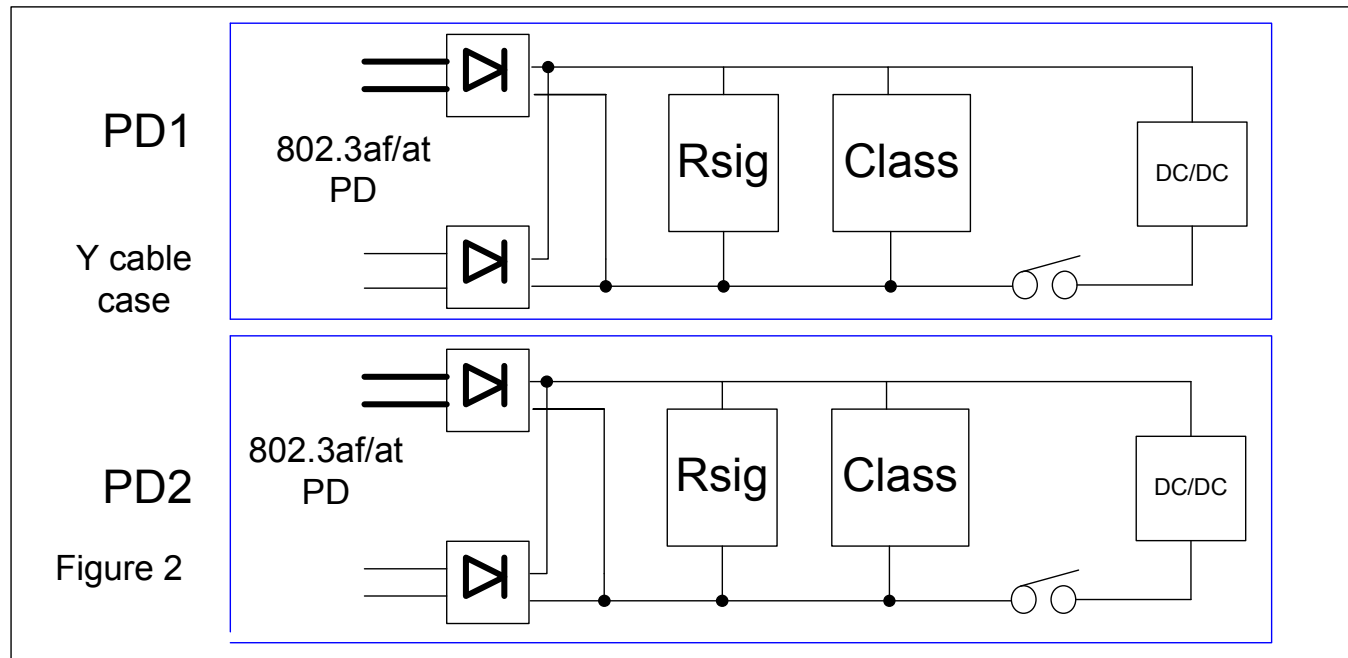 PD1
802.3af/at
PD
Y cable
case
Rsig
Class
DC/DC
PD2
802.3af/at
PD
Figure 2
Rsig
Class
DC/DC